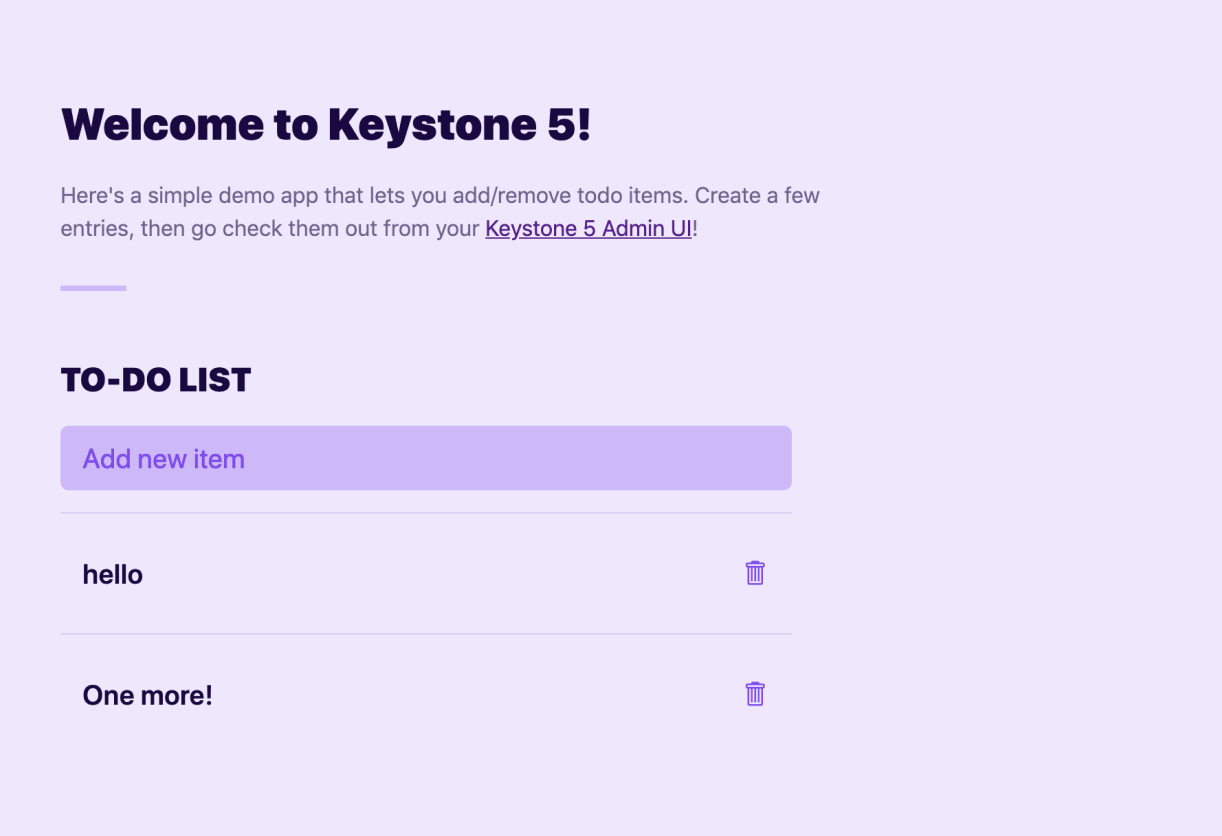 Welcome to Keystone 5!
Here's a simple demo app that lets you add/remove todo items. Create a few
entries, then go check them out from your Keystone 5 Admin UI!
TO-DO LIST
Add new item
hello
One more!